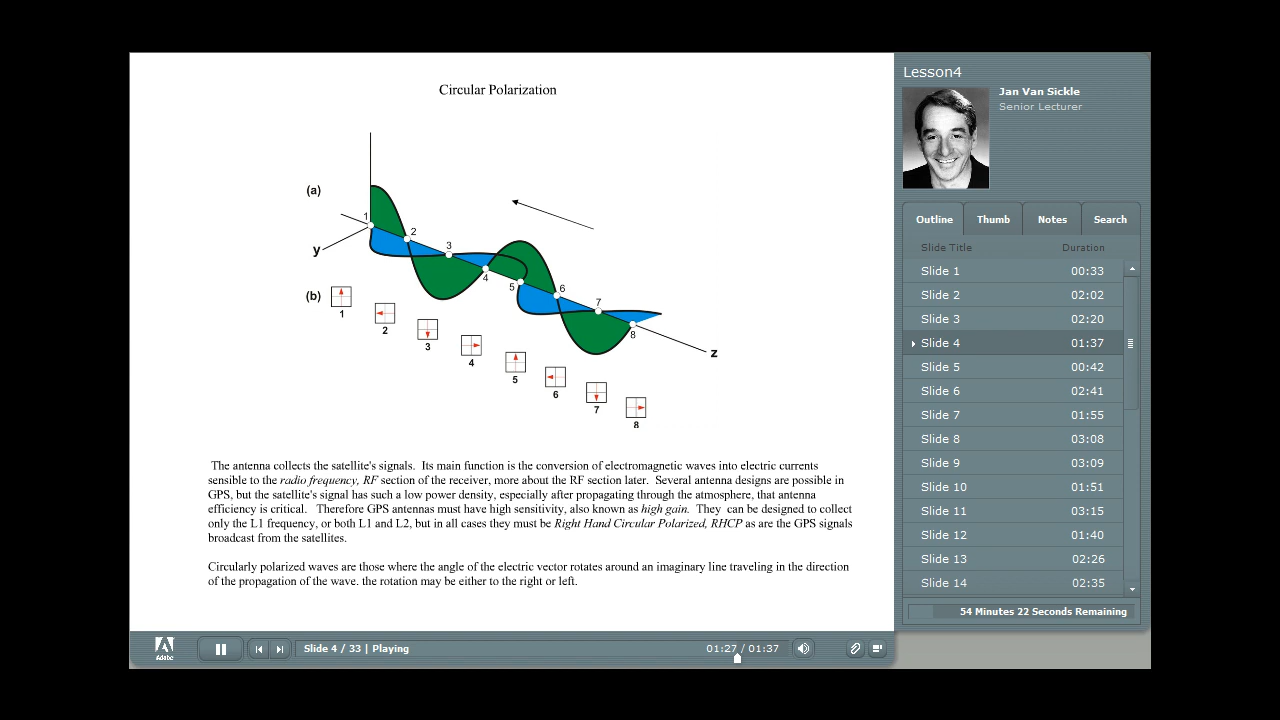 Circular Polarization
(a)
1
2
3
4
5
6
7
8
y
z
(b)
1
2
3
4
5
6
7
8
The antenna collects the satellite's signals. Its main function is the conversion of electromagnetic waves into electric currents
sensible to the radio frequency, RF section of the receiver, more about the RF section later. Several antenna designs are possible in
GPS, but the satellite's signal has such a low power density, especially after propagating through the atmosphere, that antenna
efficiency is critical. Therefore GPS antennas must have high sensitivity, also known as high gain. They can be designed to collect
only the L1 frequency, or both L1 and L2, but in all cases they must be Right Hand Circular Polarized, RHCP as are the GPS signals
broadcast from the satellites.
Circularly polarized waves are those where the angle of the electric vector rotates around an imaginary line traveling in the direction
of the propagation of the wave. the rotation may be either to the right or left.
Adobe
Slide 4 / 33 | Playing
01:27 / 01:37
Lesson4
Jan Van Sickle
Senior Lecturer
Outline Thumb Notes Search
Slide Title Duration
Slide 1 00:33
Slide 2 02:02
Slide 3 02:20
Slide 4 01:37
Slide 5 00:42
Slide 6 02:41
Slide 7 01:55
Slide 8 03:08
Slide 9 03:09
Slide 10 01:51
Slide 11 03:15
Slide 12 01:40
Slide 13 02:26
Slide 14 02:35
54 Minutes 22 Seconds Remaining